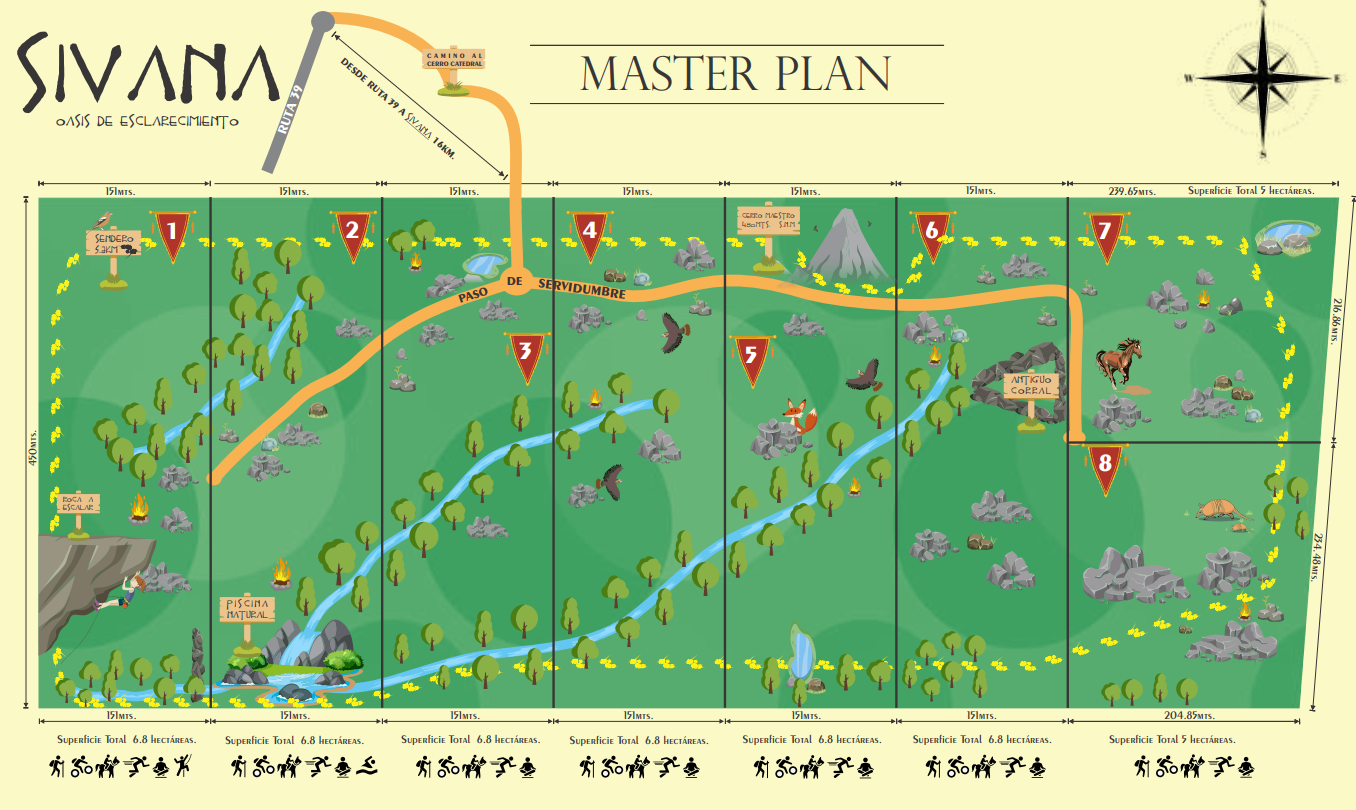 SIVANA
OASIS DE ESCLARECIMIENTO
RUTA 39
DESDE RUTA 39 A SIVANA 16KM.
CAMINO AL
CERRO CATEDRAL
MASTER PLAN
N
W
E
S
151MTS.
151MTS.
151MTS.
151MTS.
151MTS.
151MTS.
239.65MTS.
Superficie Total 5 hectáreas.
1
2
3
4
5
6
7
8
SENDERO
CERRO MAESTRO
PASO DE SERVIDUMBRE
ANTIGUO
CORRAL
ROCA A
ESCALAR
PISCINA
NATURAL
450MTS.
216.86MTS.
234.48MTS.
151MTS.
151MTS.
151MTS.
151MTS.
151MTS.
151MTS.
204.85MTS.
Superficie Total 6.8 hectáreas.
Superficie Total 6.8 hectáreas.
Superficie Total 6.8 hectáreas.
Superficie Total 6.8 hectáreas.
Superficie Total 6.8 hectáreas.
Superficie Total 6.8 hectáreas.
Superficie Total 5 hectáreas.